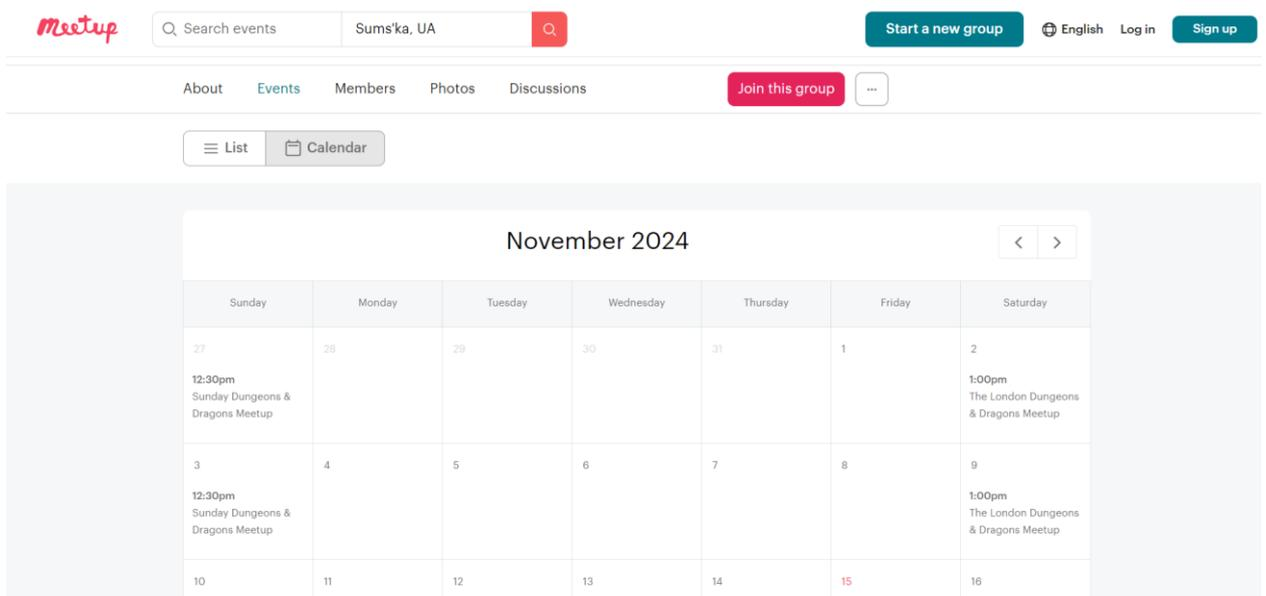 Meetup
Search events
Sums'ka, UA
Start a new group
English
Log in
Sign up
About
Events
Members
Photos
Discussions
Join this group
...
List
Calendar
November 2024
Sunday
Monday
Tuesday
Wednesday
Thursday
Friday
Saturday
27
12:30pm
Sunday Dungeons &
Dragons Meetup
28
29
30
31
1
2
1:00pm
The London Dungeons
& Dragons Meetup
3
12:30pm
Sunday Dungeons &
Dragons Meetup
4
5
6
7
8
9
1:00pm
The London Dungeons
& Dragons Meetup
10
11
12
13
14
15
16